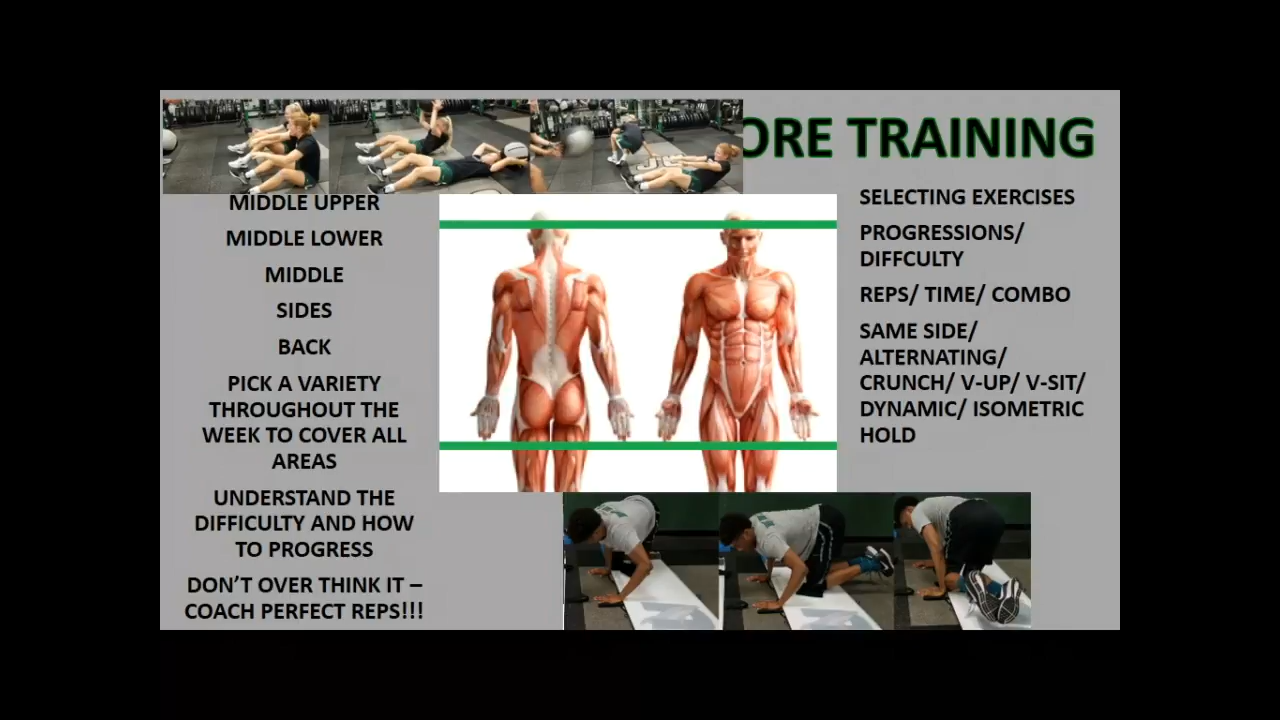 ORE TRAINING
MIDDLE UPPER
MIDDLE LOWER
MIDDLE
SIDES
BACK
PICK A VARIETY
THROUGHOUT THE
WEEK TO COVER ALL
AREAS
UNDERSTAND THE
DIFFICULTY AND HOW
TO PROGRESS
DON’T OVER THINK IT –
COACH PERFECT REPS!!!
SELECTING EXERCISES
PROGRESSIONS/
DIFFCULTY
REPS/ TIME/ COMBO
SAME SIDE/
ALTERNATING/
CRUNCH/ V-UP/ V-SIT/
DYNAMIC/ ISOMETRIC
HOLD